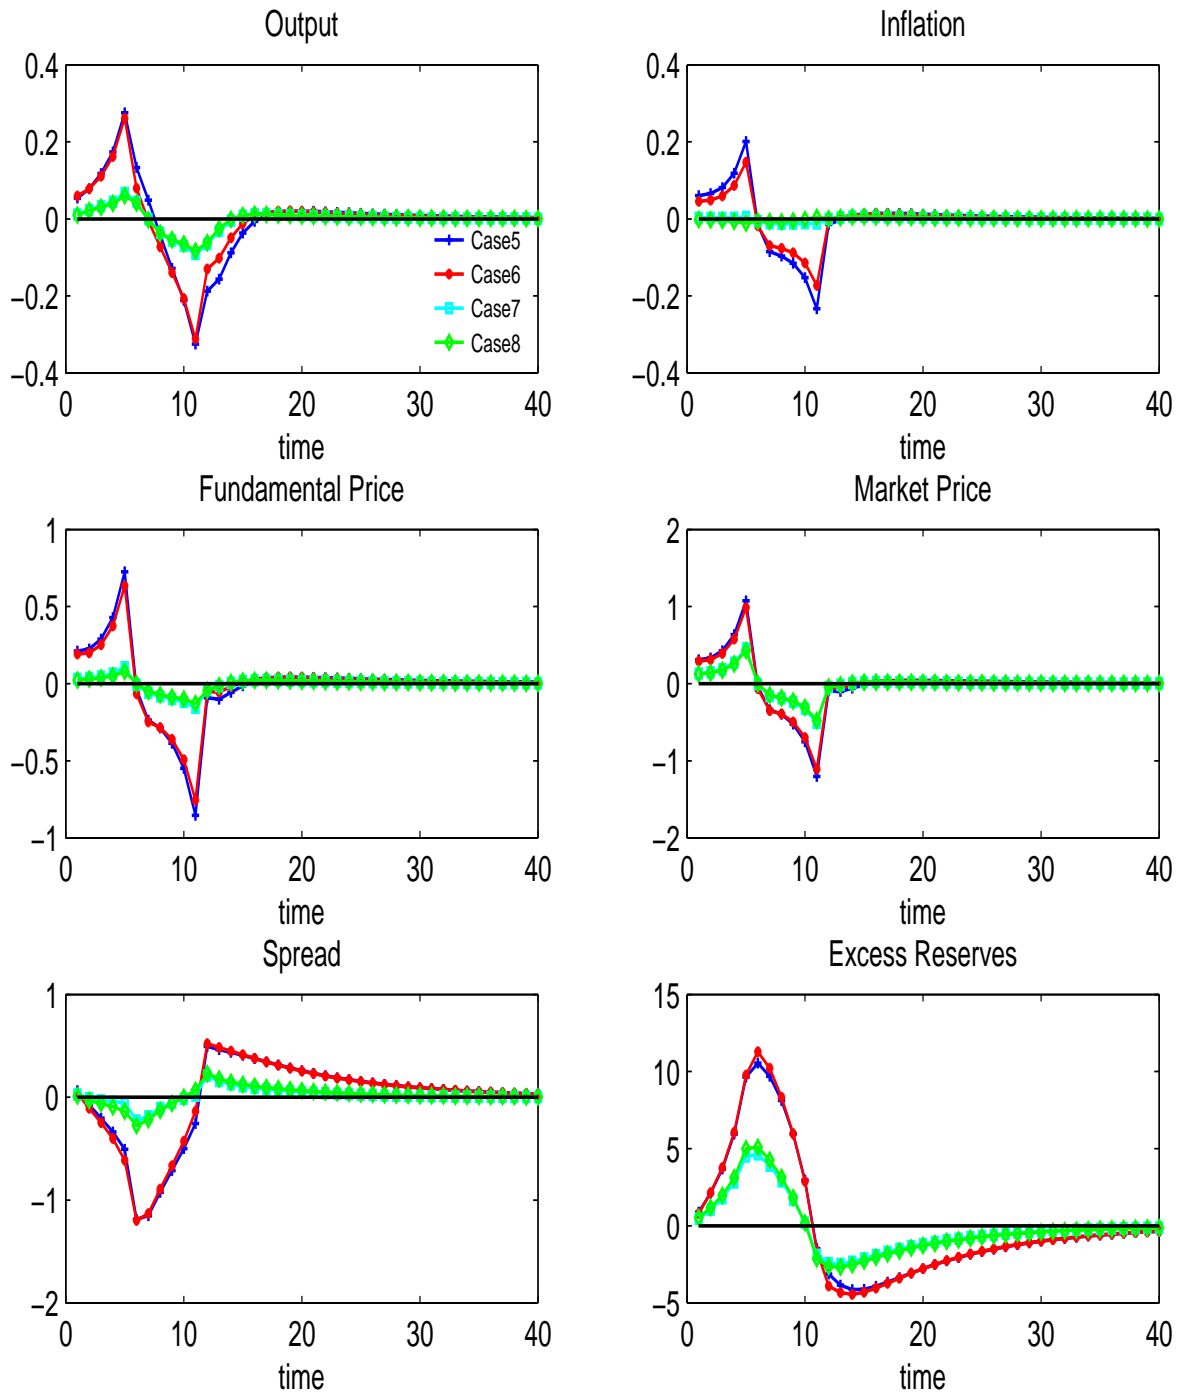 Output
Inflation
0.4
0.2
0
−0.2
−0.4
0 10 20 30 40
time
Case5
Case6
Case7
Case8
0.4
0.2
0
−0.2
−0.4
0 10 20 30 40
time
Fundamental Price
Market Price
1
0.5
0
−0.5
−1
0 10 20 30 40
time
2
1
0
−1
−2
0 10 20 30 40
time
Spread
Excess Reserves
1
0
−1
−2
0 10 20 30 40
time
15
10
5
0
−5
0 10 20 30 40
time